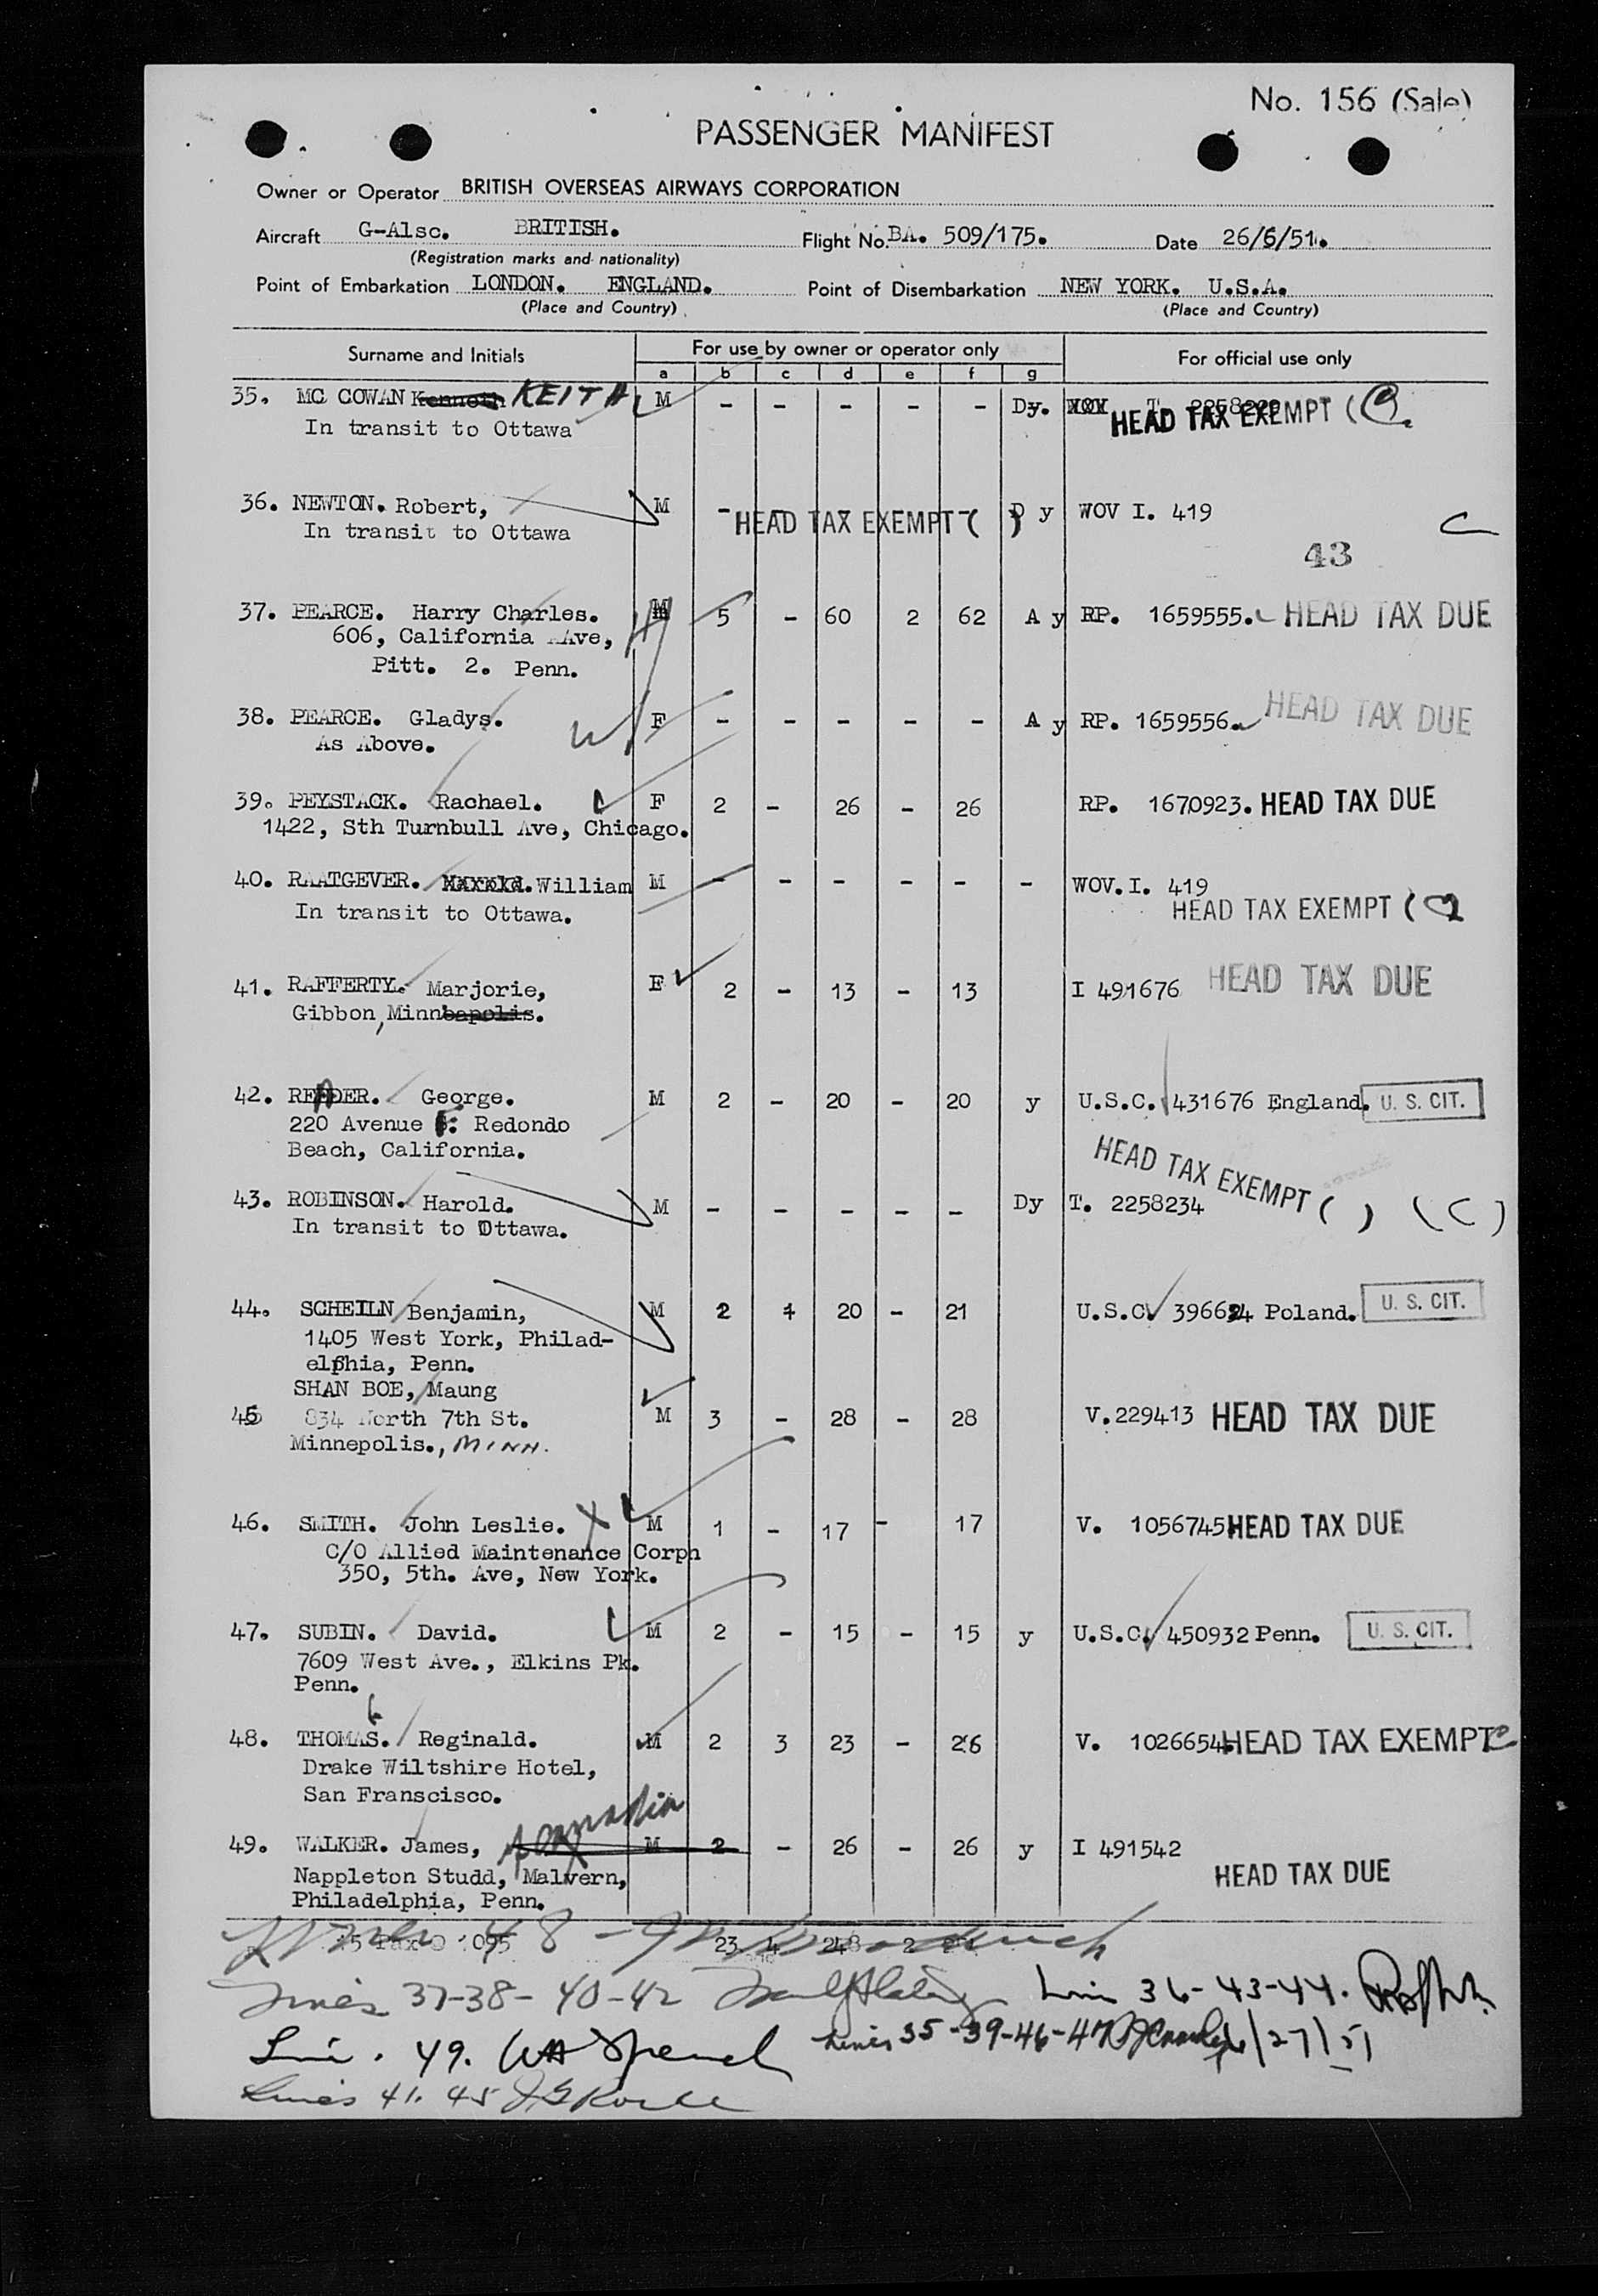 No. 156 (Sale)
PASSENGER MANIFEST
Owner or Operator BRITISH OVERSEAS AIRWAYS CORPORATION
Aircraft G-Alsc. BRITISH. Flight No. BA. 509/175. Date 26/6/51.
(Registration marks and nationality)
Point of Embarkation LONDON. ENGLAND. Point of Disembarkation NEW YORK. U.S.A.
(Place and Country) (Place and Country)
Surname and Initials For use by owner or operator only For official use only
a b c d e f g
35. MC COWAN Kenneth KEITH M - - - - - Dy. T. 2258222
In transit to Ottawa HEAD TAX EXEMPT (C)
36. NEWTON. Robert, M - - - - - D y WOV I. 419
In transit to Ottawa HEAD TAX EXEMPT ( ) C
43
37. PEARCE. Harry Charles. M 5 - 60 2 62 A y RP. 1659555. HEAD TAX DUE
606, California Ave,
Pitt. 2. Penn.
38. PEARCE. Gladys. F - - - - - A y RP. 1659556. HEAD TAX DUE
As Above.
39. PEYSTACK. Rachael. F 2 - 26 - 26 RP. 1670923. HEAD TAX DUE
1422, Sth Turnbull Ave, Chicago.
40. RAATGEVER. William M - - - - - - WOV. I. 419
In transit to Ottawa. HEAD TAX EXEMPT (C)
41. RAFFERTY. Marjorie, F 2 - 13 - 13 I 491676 HEAD TAX DUE
Gibbon, Minneapolis.
42. READER. George. M 2 - 20 - 20 y U.S.C. 431676 England. U. S. CIT.
220 Avenue F. Redondo
Beach, California.
HEAD TAX EXEMPT ( ) (C)
43. ROBINSON. Harold. M - - - - - Dy T. 2258234
In transit to Ottawa.
44. SCHEILN Benjamin, M 2 1 20 - 21 U.S.C. 396624 Poland. U. S. CIT.
1405 West York, Philad-
elphia, Penn.
SHAN BOE, Maung
45 834 North 7th St. M 3 - 28 - 28 V. 229413 HEAD TAX DUE
Minnepolis., MINN.
46. SMITH. John Leslie. M 1 - 17 - 17 V. 1056745 HEAD TAX DUE
C/O Allied Maintenance Corpn
350, 5th. Ave, New York.
47. SUBIN. David. M 2 - 15 - 15 y U.S.C. 450932 Penn. U. S. CIT.
7609 West Ave., Elkins Pk.
Penn.
48. THOMAS. Reginald. M 2 3 23 - 26 V. 1026654. HEAD TAX EXEMPT C
Drake Wiltshire Hotel,
San Franscisco.
49. WALKER. James, M 2 - 26 - 26 y I 491542
Nappleton Studd, Malvern, HEAD TAX DUE
Philadelphia, Penn.
48 23 4 248 2
Lines 37-38-40-42 Line 36-43-44.
Line. 49. Lines 35-39-46-47 6/27/51
Lines 41. 45